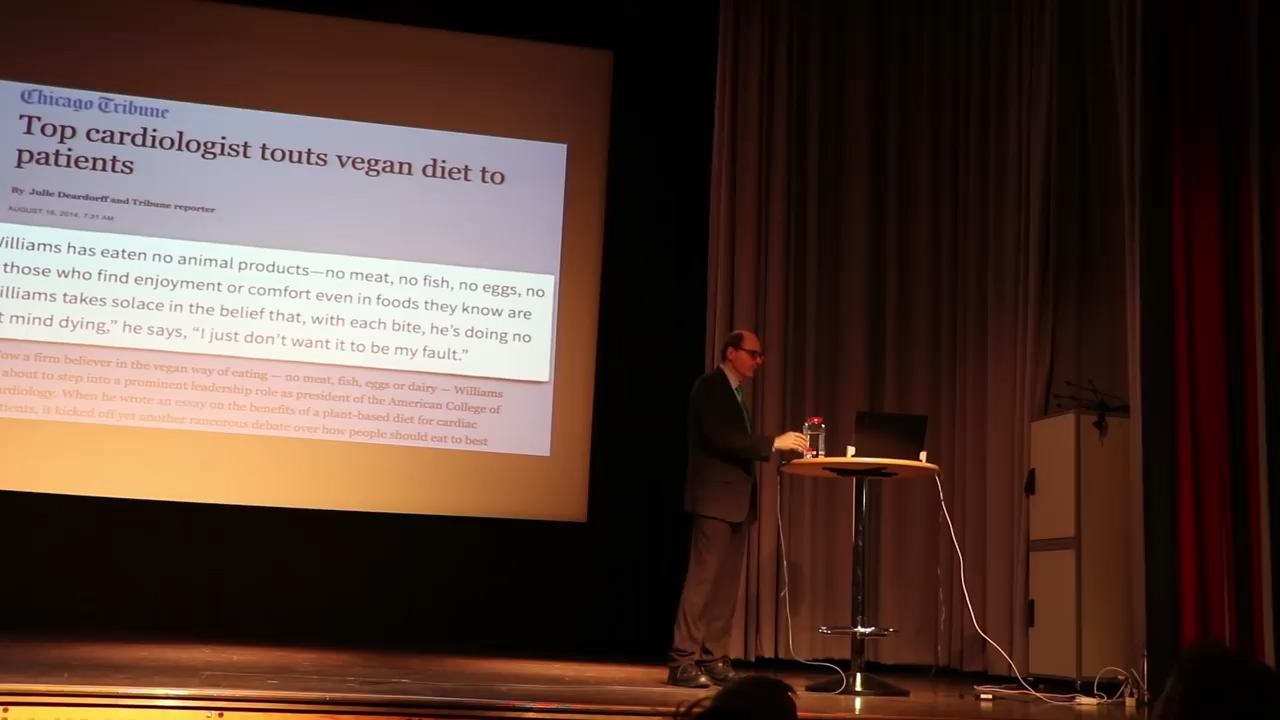 Chicago Tribune
Top cardiologist touts vegan diet to
patients
By Julie Deardorff and Tribune reporter
AUGUST 16, 2014, 7:31 AM
illiams has eaten no animal products—no meat, no fish, no eggs, no
those who find enjoyment or comfort even in foods they know are
illiams takes solace in the belief that, with each bite, he's doing no
t mind dying," he says, "I just don't want it to be my fault."
ow a firm believer in the vegan way of eating — no meat, fish, eggs or dairy — Williams
about to step into a prominent leadership role as president of the American College of
ardiology. When he wrote an essay on the benefits of a plant-based diet for cardiac
tients, it kicked off yet another rancorous debate over how people should eat to best